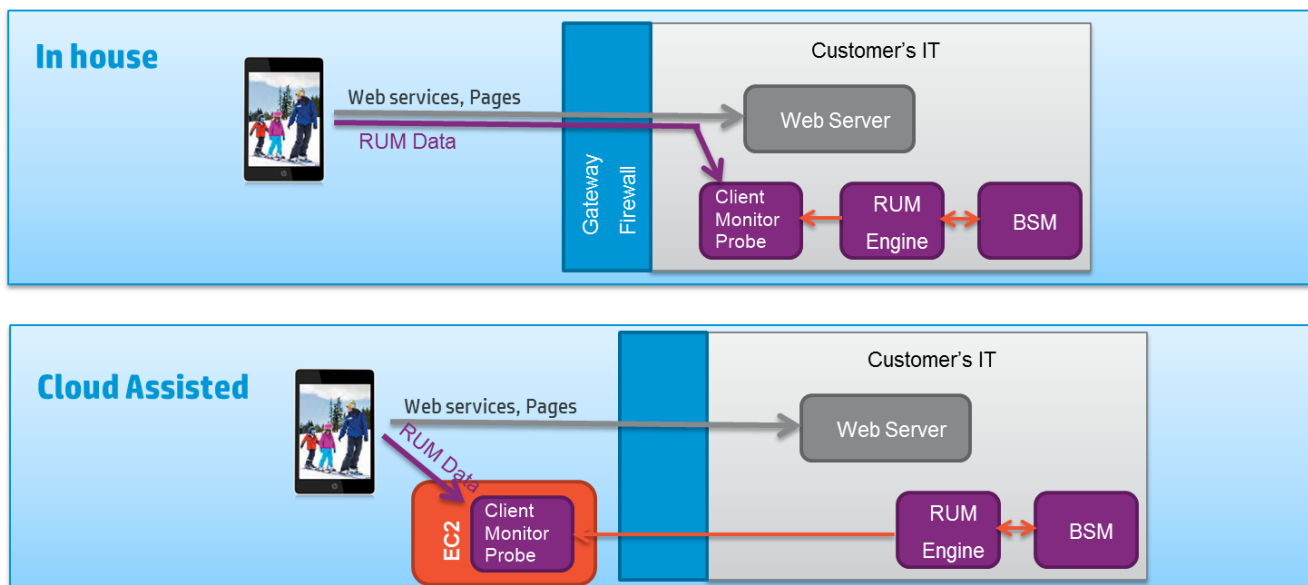 In house
Customer's IT
Web services, Pages
RUM Data
Web Server
Gateway
Firewall
Client
Monitor
Probe
RUM
Engine
BSM
Cloud Assisted
Customer's IT
Web services, Pages
RUM Data
Web Server
EC2
Client
Monitor
Probe
RUM
Engine
BSM